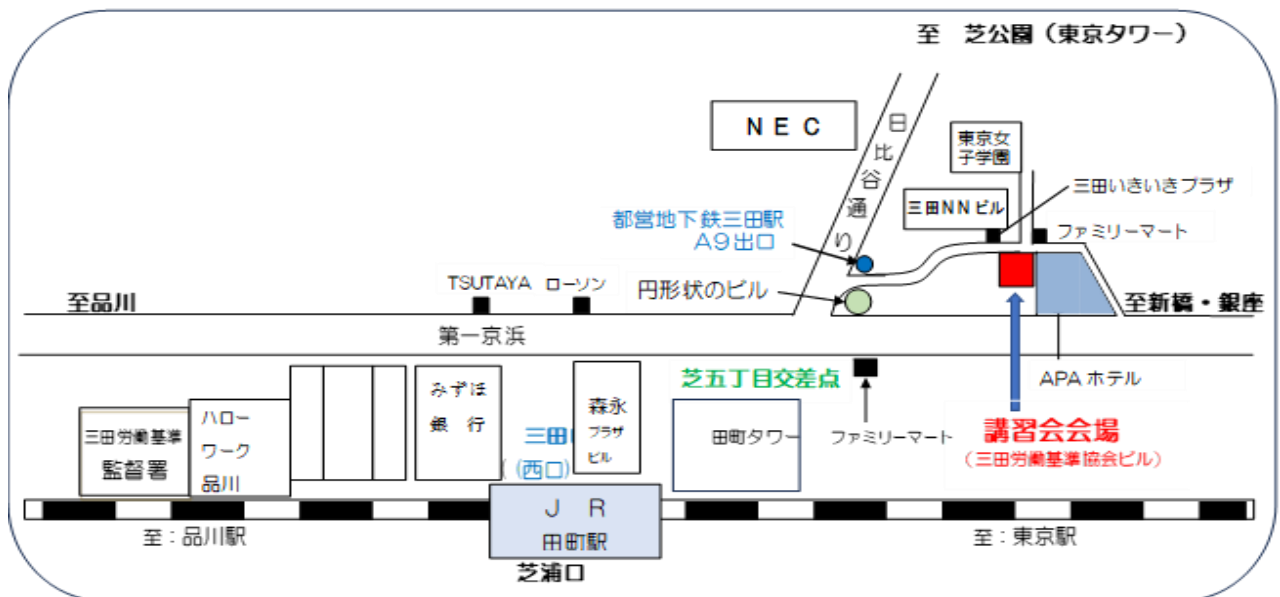 至　芝公園（東京タワー）
ＮＥＣ
日比谷通り
東京女
子学園
三田いきいきプラザ
三田ＮＮビル
ファミリーマート
都営地下鉄三田駅
Ａ９出口
TSUTAYA
ローソン
円形状のビル
至品川
至新橋・銀座
第一京浜
芝五丁目交差点
APAホテル
みずほ
銀　行
森永
プラザ
ビル
三田労働基準
監督署
ハロー
ワーク
品川
三田
（（西口）
田町タワー
ファミリーマート
講習会会場
（三田労働基準協会ビル）
ＪＲ
田町駅
至：品川駅
至：東京駅
芝浦口